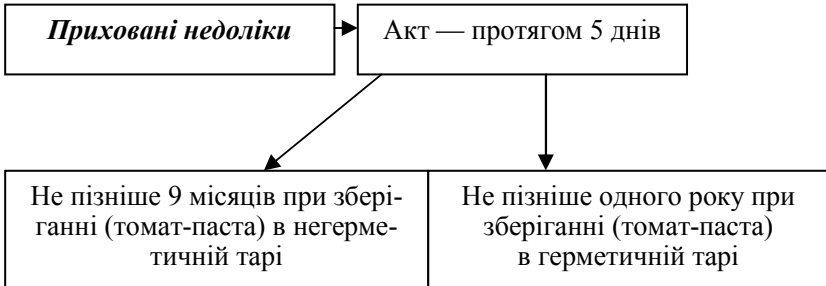 Приховані недоліки
Акт — протягом 5 днів
Не пізніше 9 місяців при збері-
ганні (томат-паста) в негерме-
тичній тарі
Не пізніше одного року при
зберіганні (томат-паста)
в герметичній тарі